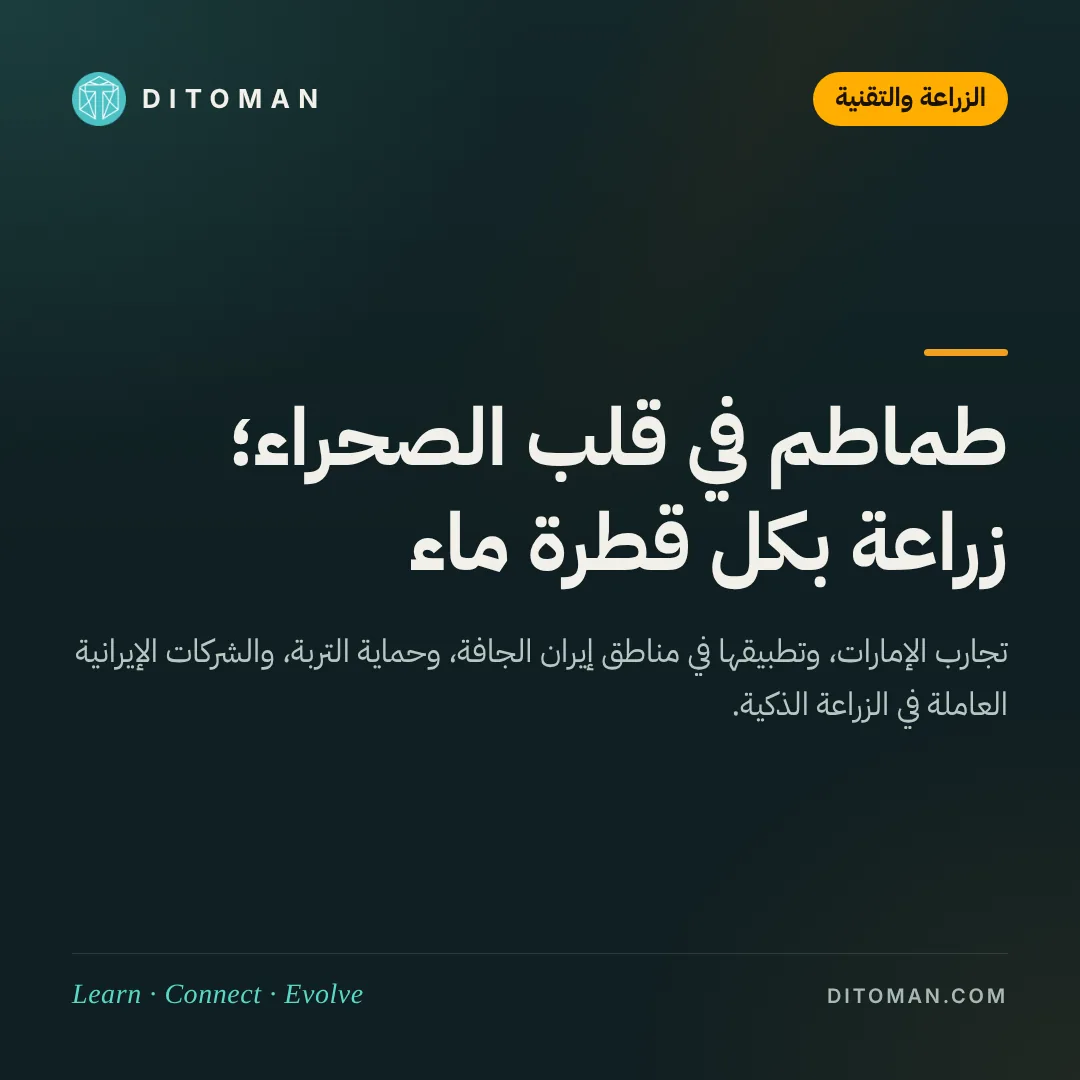 DITOMAN
الزراعة والتقنية
طماطم في قلب الصحراء؛
زراعة بكل قطرة ماء
تجارب الإمارات، وتطبيقها في مناطق إيران الجافة، وحماية التربة، والشركات الإيرانية
العاملة في الزراعة الذكية.
Learn · Connect · Evolve
DITOMAN.COM